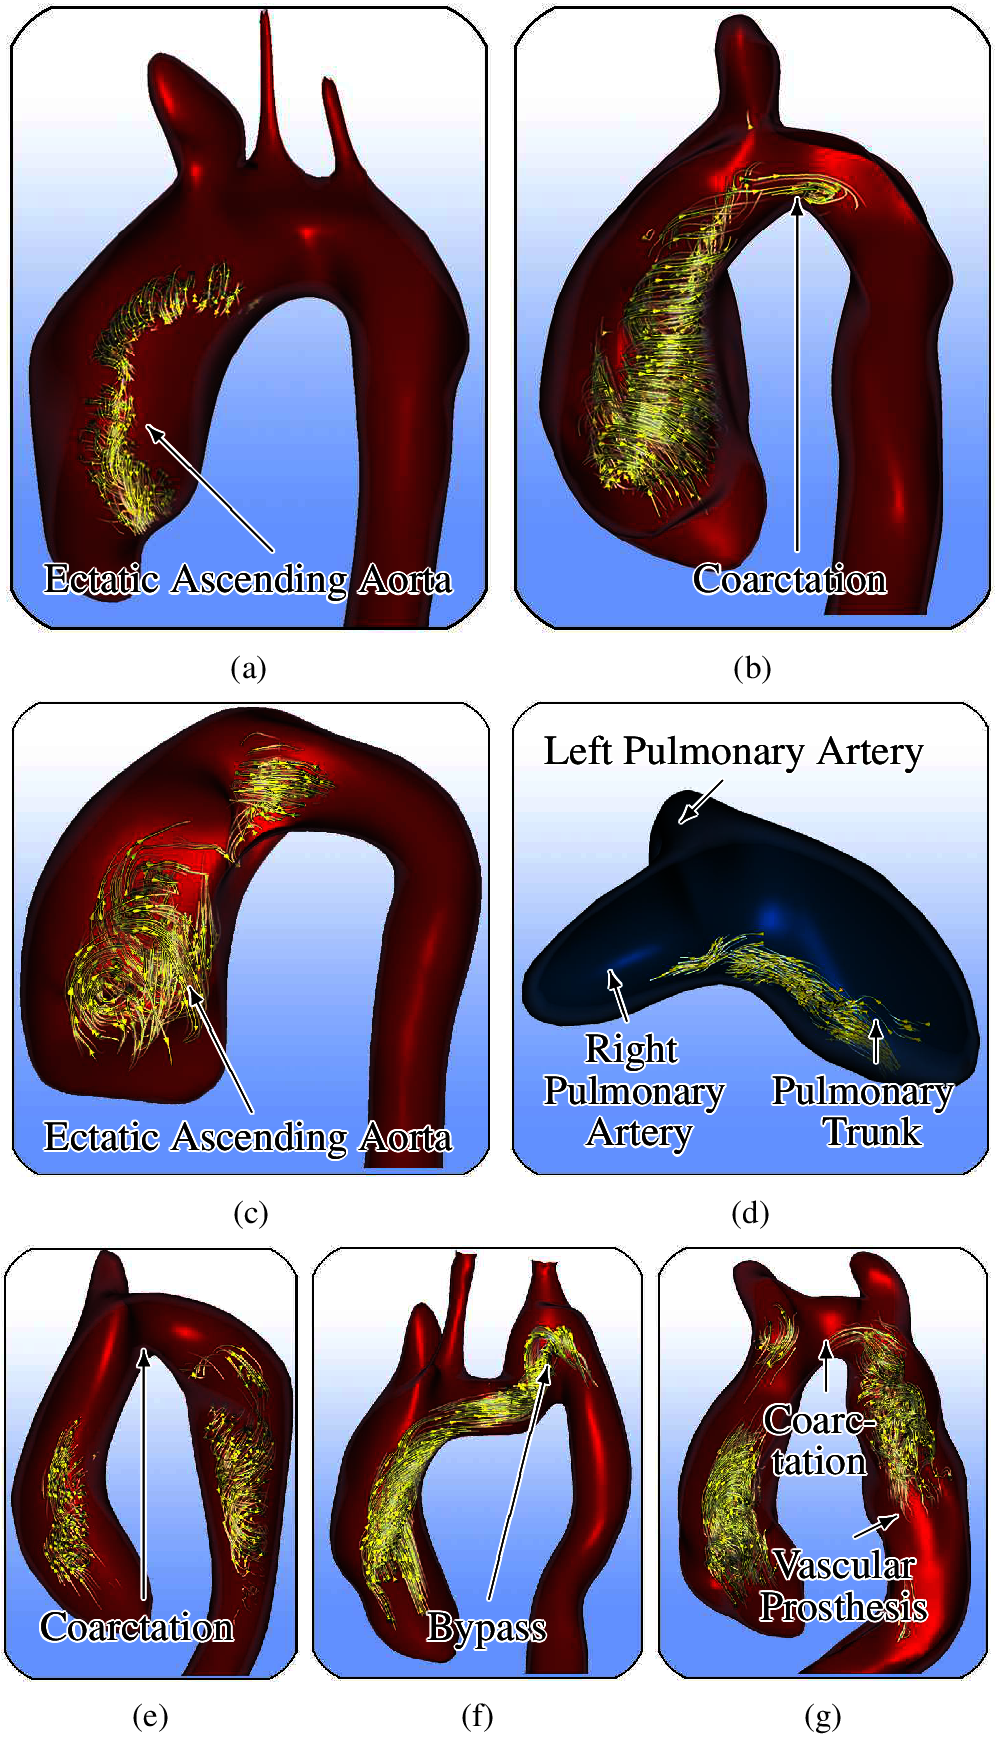 Ectatic Ascending Aorta
(a)
Coarctation
(b)
Ectatic Ascending Aorta
(c)
Left Pulmonary Artery
Right
Pulmonary
Artery
Pulmonary
Trunk
(d)
Coarctation
(e)
Bypass
(f)
Coarc-
tation
Vascular
Prosthesis
(g)